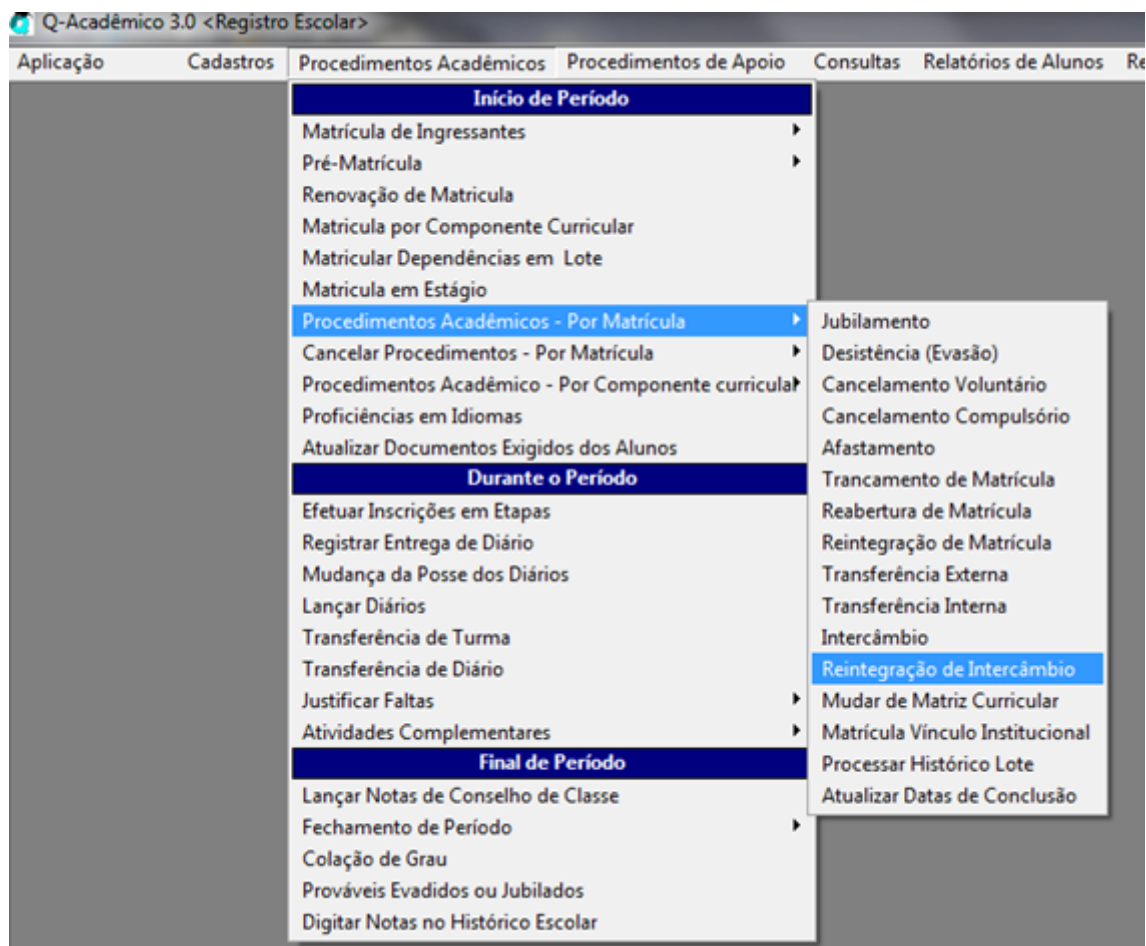 Q-Acadêmico 3.0 <Registro Escolar>
Aplicação Cadastros Procedimentos Acadêmicos Procedimentos de Apoio Consultas Relatórios de Alunos Re
Início de Período
Matrícula de Ingressantes
Pré-Matrícula
Renovação de Matricula
Matricula por Componente Curricular
Matricular Dependências em Lote
Matricula em Estágio
Procedimentos Acadêmicos - Por Matrícula
Cancelar Procedimentos - Por Matrícula
Procedimentos Acadêmico - Por Componente curricular
Proficiências em Idiomas
Atualizar Documentos Exigidos dos Alunos
Durante o Período
Efetuar Inscrições em Etapas
Registrar Entrega de Diário
Mudança da Posse dos Diários
Lançar Diários
Transferência de Turma
Transferência de Diário
Justificar Faltas
Atividades Complementares
Final de Período
Lançar Notas de Conselho de Classe
Fechamento de Período
Colação de Grau
Prováveis Evadidos ou Jubilados
Digitar Notas no Histórico Escolar
Jubilamento
Desistência (Evasão)
Cancelamento Voluntário
Cancelamento Compulsório
Afastamento
Trancamento de Matrícula
Reabertura de Matrícula
Reintegração de Matrícula
Transferência Externa
Transferência Interna
Intercâmbio
Reintegração de Intercâmbio
Mudar de Matriz Curricular
Matrícula Vínculo Institucional
Processar Histórico Lote
Atualizar Datas de Conclusão